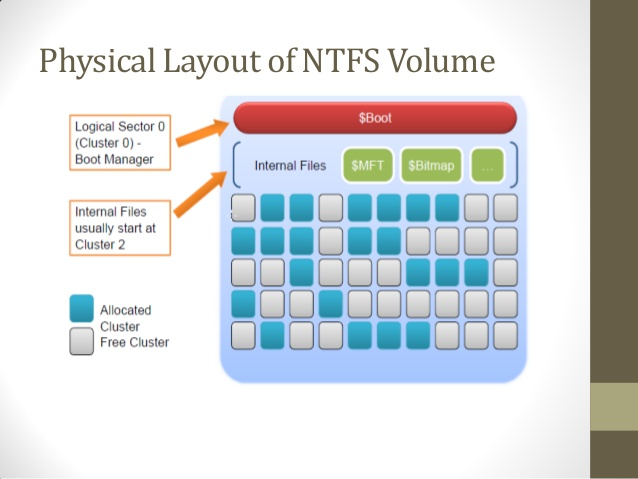 Physical Layout of NTFS Volume
Logical Sector 0
(Cluster 0) -
Boot Manager
$Boot
Internal Files
$MFT
$Bitmap
...
Internal Files
usually start at
Cluster 2
Allocated
Cluster
Free Cluster